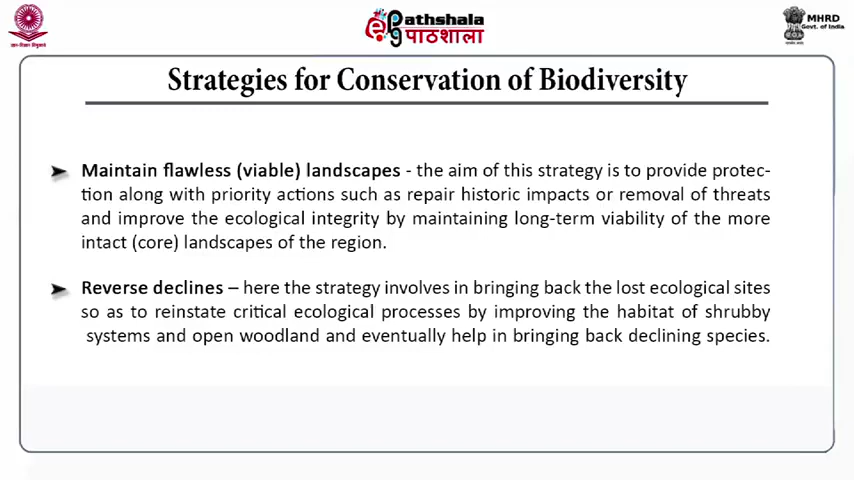 Pathshala
पाठशाला
MHRD
Govt. of India
Strategies for Conservation of Biodiversity
Maintain flawless (viable) landscapes - the aim of this strategy is to provide protec-
tion along with priority actions such as repair historic impacts or removal of threats
and improve the ecological integrity by maintaining long-term viability of the more
intact (core) landscapes of the region.
Reverse declines – here the strategy involves in bringing back the lost ecological sites
so as to reinstate critical ecological processes by improving the habitat of shrubby
systems and open woodland and eventually help in bringing back declining species.